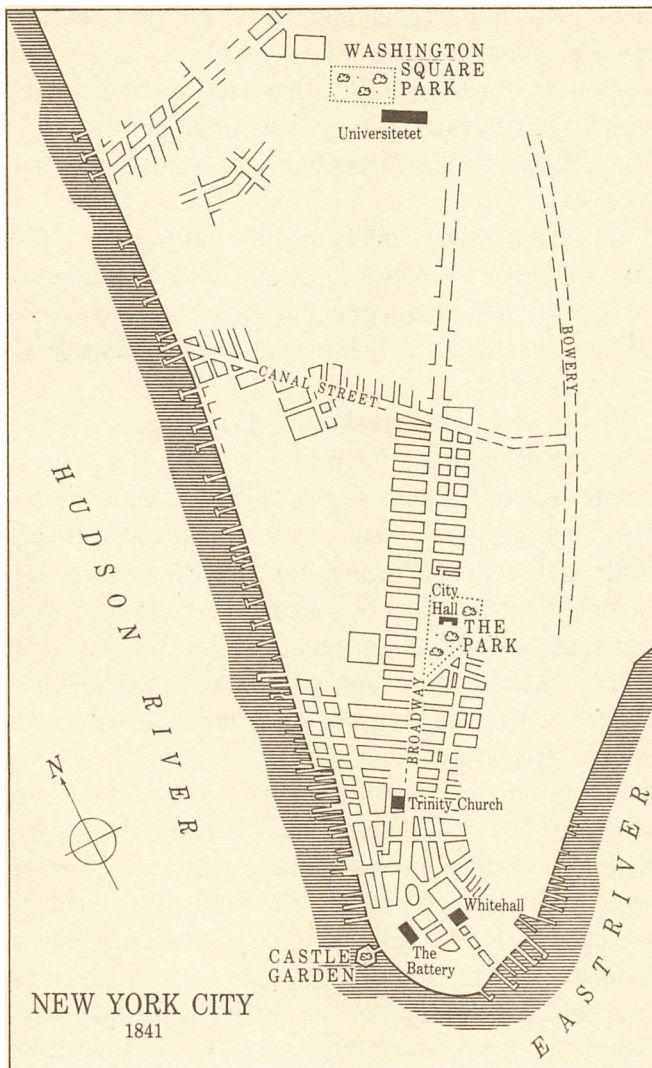 WASHINGTON
SQUARE
PARK
Universitetet
BOWERY
CANAL STREET
HUDSON RIVER
City
Hall
THE
PARK
BROADWAY
N
Trinity Church
Whitehall
The
Battery
CASTLE
GARDEN
EAST RIVER
NEW YORK CITY
1841